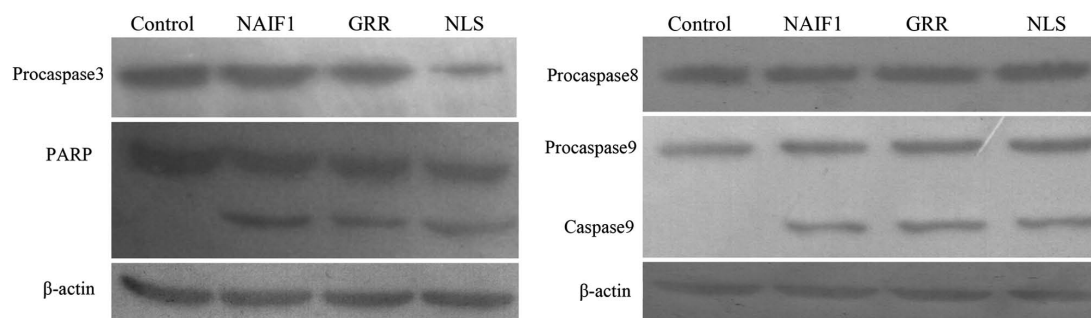 Control NAIF1 GRR NLS
Procaspase3
PARP
β-actin
Control NAIF1 GRR NLS
Procaspase8
Procaspase9
Caspase9
β-actin